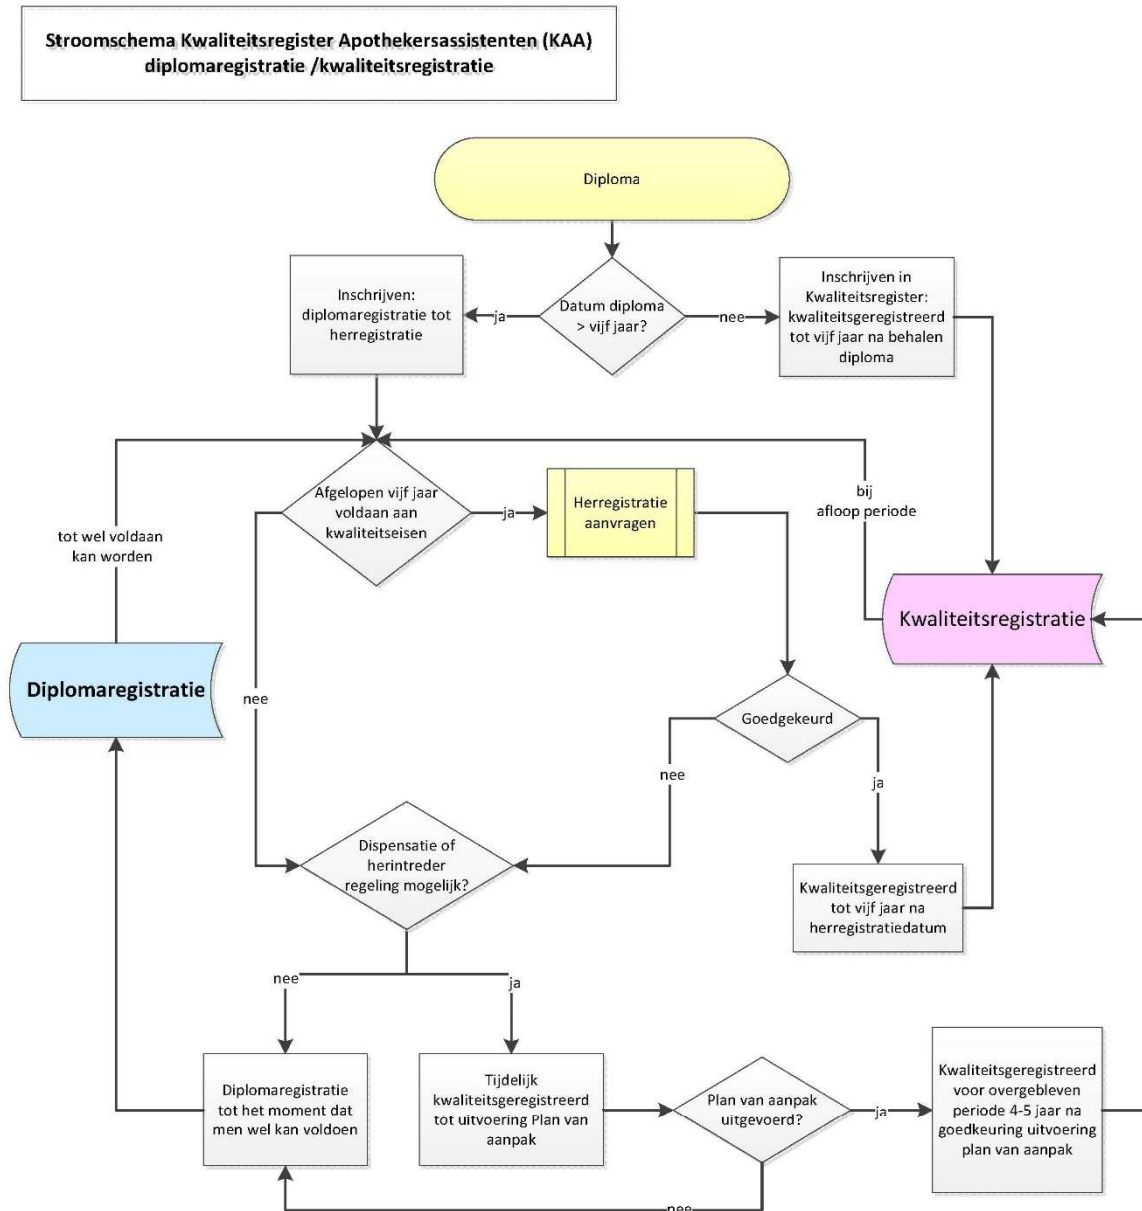 Stroomschema Kwaliteitsregister Apothekersassistenten (KAA)
diplomaregistratie /kwaliteitsregistratie
Diploma
Inschrijven:
diplomaregistratie tot
herregistratie
ja
Datum diploma
> vijf jaar?
nee
Inschrijven in
Kwaliteitsregister:
kwaliteitsgeregistreerd
tot vijf jaar na behalen
diploma
tot wel voldaan
kan worden
Afgelopen vijf jaar
voldaan aan
kwaliteitseisen
ja
Herregistratie
aanvragen
bij
afloop periode
Kwaliteitsregistratie
Diplomaregistratie
nee
Goedgekeurd
nee
ja
Dispensatie of
herintreder
regeling mogelijk?
Kwaliteitsgeregistreerd
tot vijf jaar na
herregistratiedatum
nee
ja
Diplomaregistratie
tot het moment dat
men wel kan voldoen
Tijdelijk
kwaliteitsgeregistreerd
tot uitvoering Plan van
aanpak
Plan van aanpak
uitgevoerd?
ja
Kwaliteitsgeregistreerd
voor overgebleven
periode 4-5 jaar na
goedkeuring uitvoering
plan van aanpak
nee